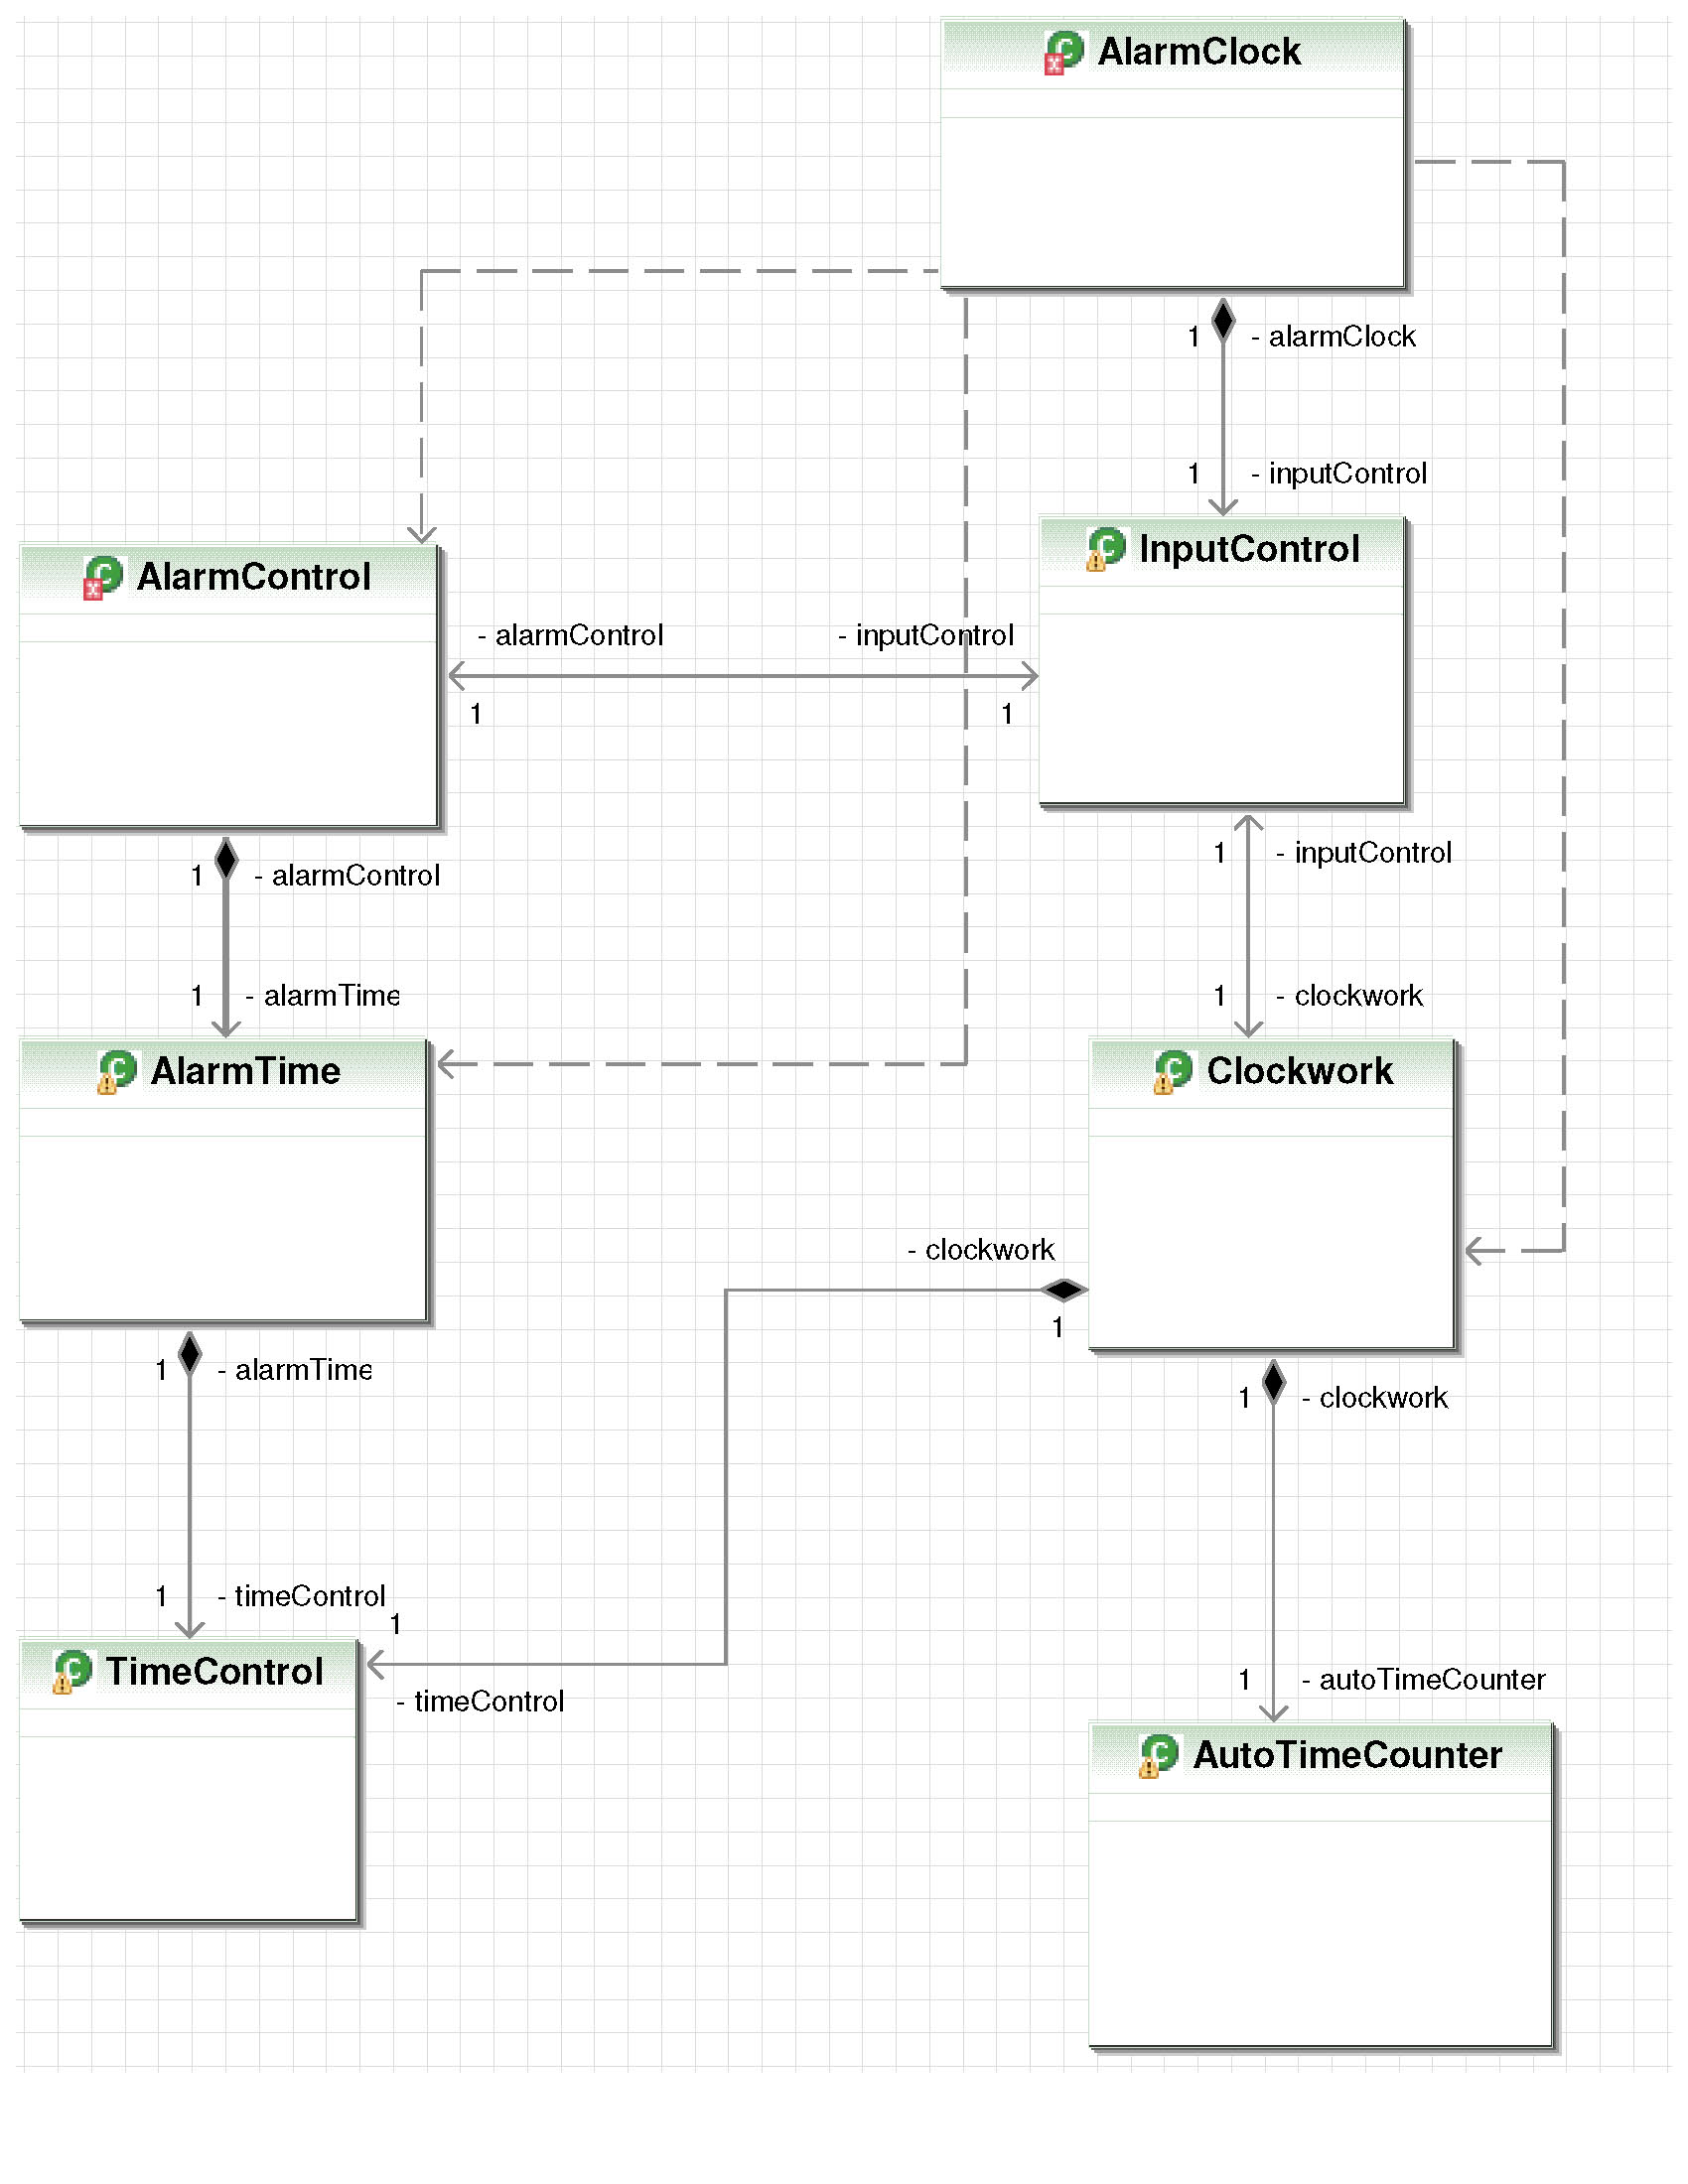 AlarmClock
1 - alarmClock
1 - inputControl
InputControl
AlarmControl
- alarmControl - inputControl
1 1
1 - inputControl
1 - alarmControl
1 - alarmTime
1 - clockwork
AlarmTime
Clockwork
- clockwork
1
1 - alarmTime
1 - clockwork
1 - timeControl
1
TimeControl
- timeControl
1 - autoTimeCounter
AutoTimeCounter